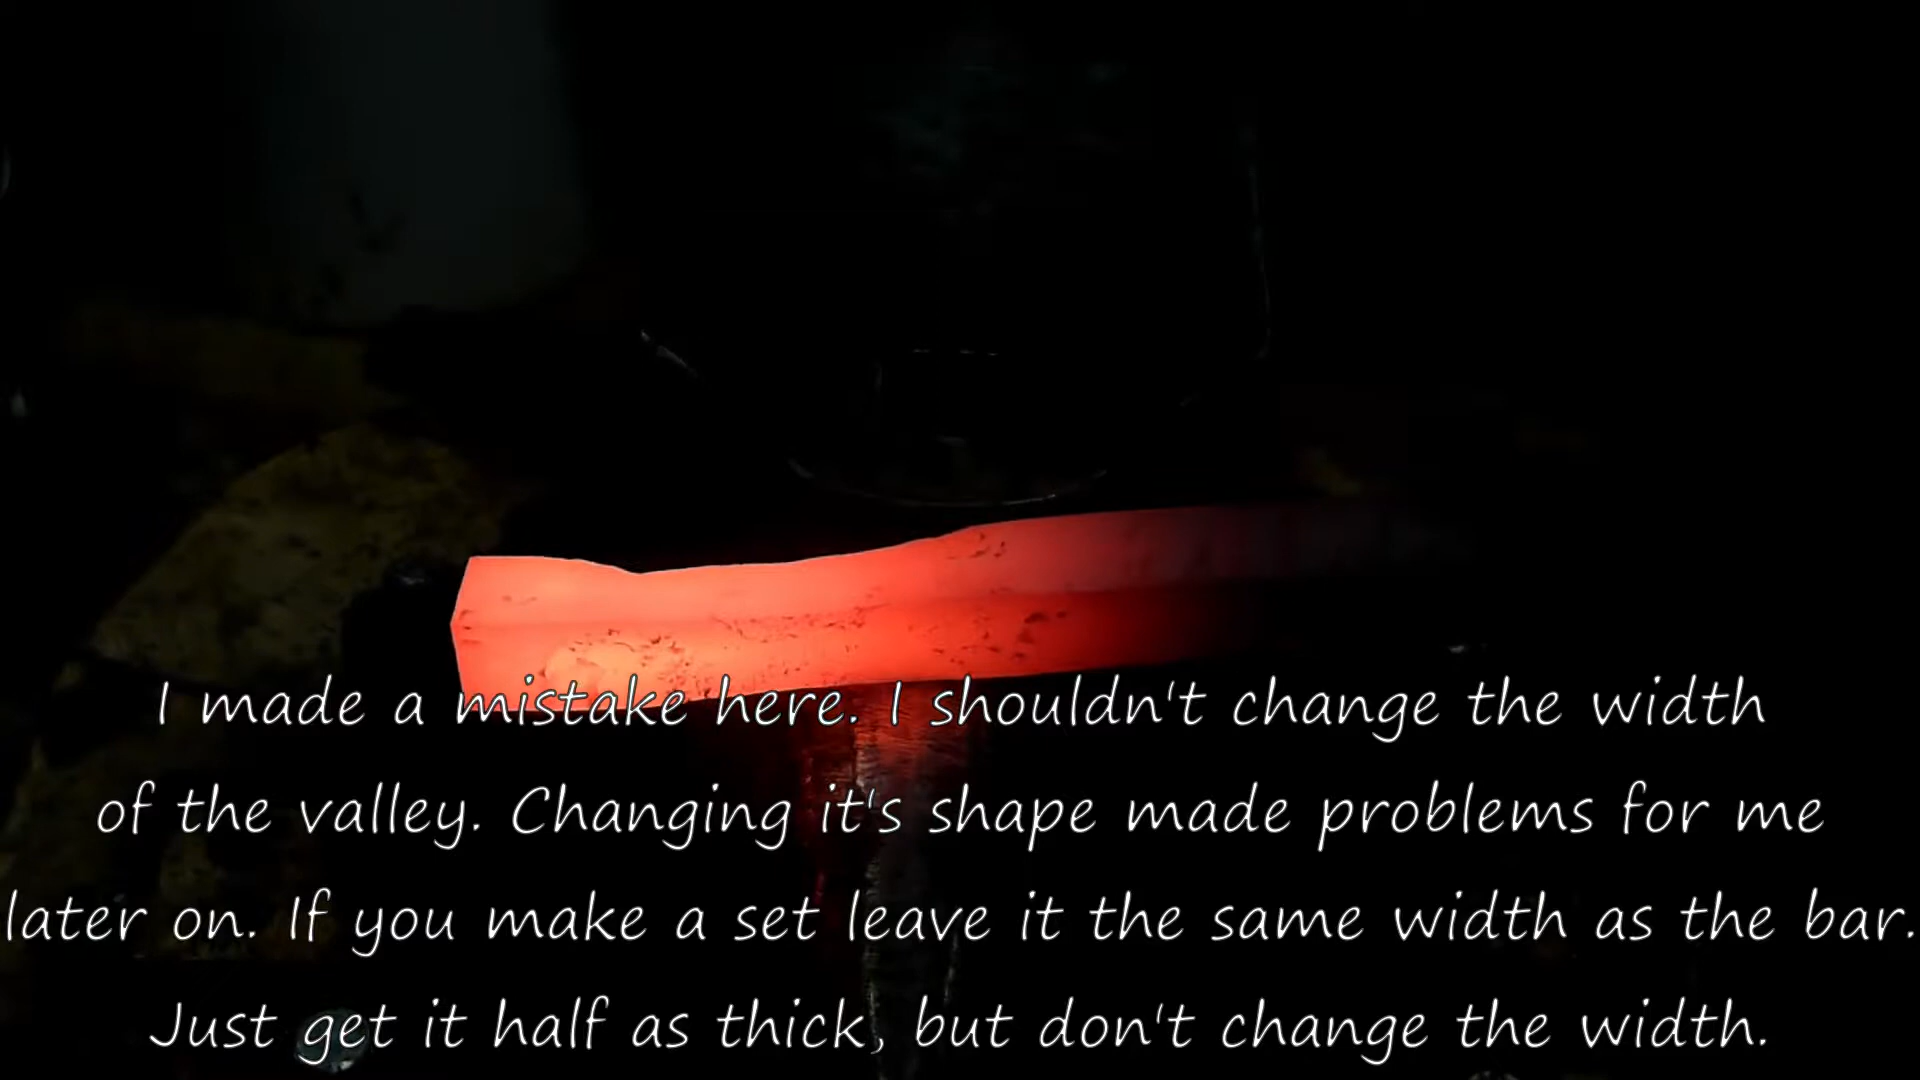 I made a mistake here. I shouldn't change the width
of the valley. Changing it's shape made problems for me
later on. If you make a set leave it the same width as the bar.
Just get it half as thick, but don't change the width.